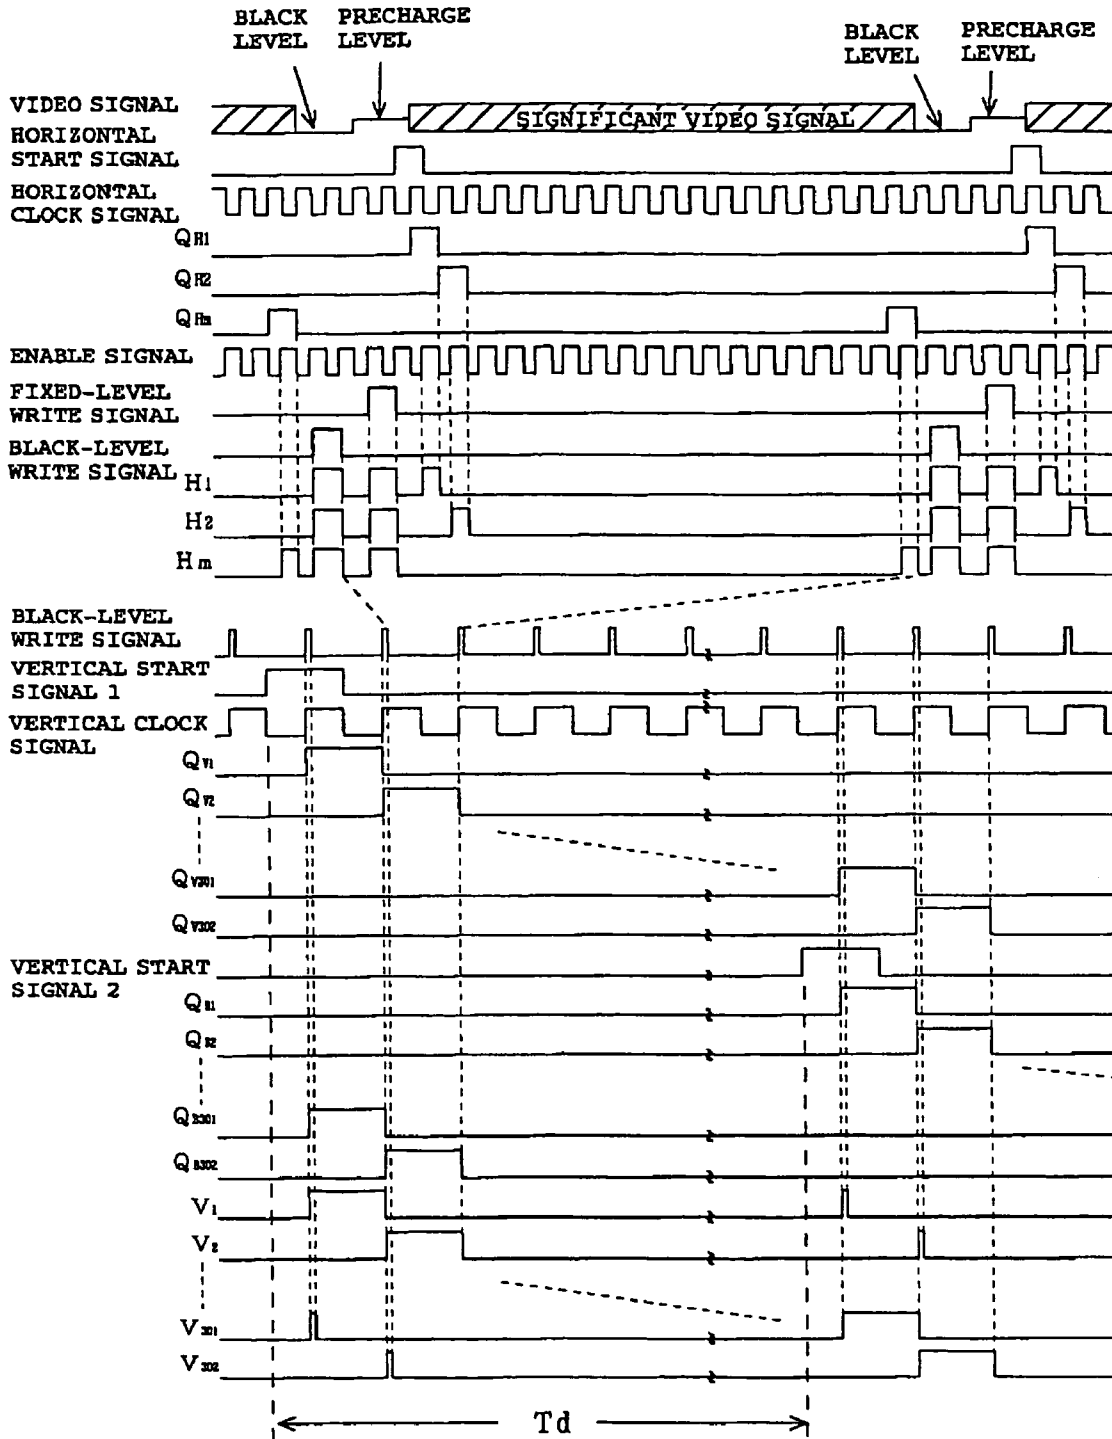 BLACK LEVEL
PRECHARGE LEVEL
BLACK LEVEL
PRECHARGE LEVEL
VIDEO SIGNAL
SIGNIFICANT VIDEO SIGNAL
HORIZONTAL
START SIGNAL
HORIZONTAL
CLOCK SIGNAL
QH1
QH2
QHm
ENABLE SIGNAL
FIXED-LEVEL
WRITE SIGNAL
BLACK-LEVEL
WRITE SIGNAL
H1
H2
Hm
BLACK-LEVEL
WRITE SIGNAL
VERTICAL START
SIGNAL 1
VERTICAL CLOCK
SIGNAL
QV1
QV2
QV301
QV302
VERTICAL START
SIGNAL 2
QB1
QB2
QB301
QB302
V1
V2
V301
V302
Td